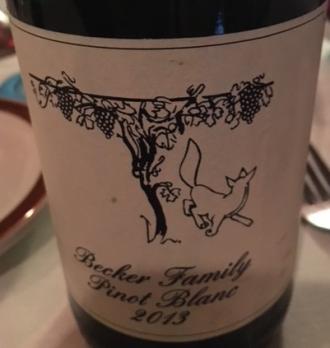 Becker Family
Pinot Blanc
2013